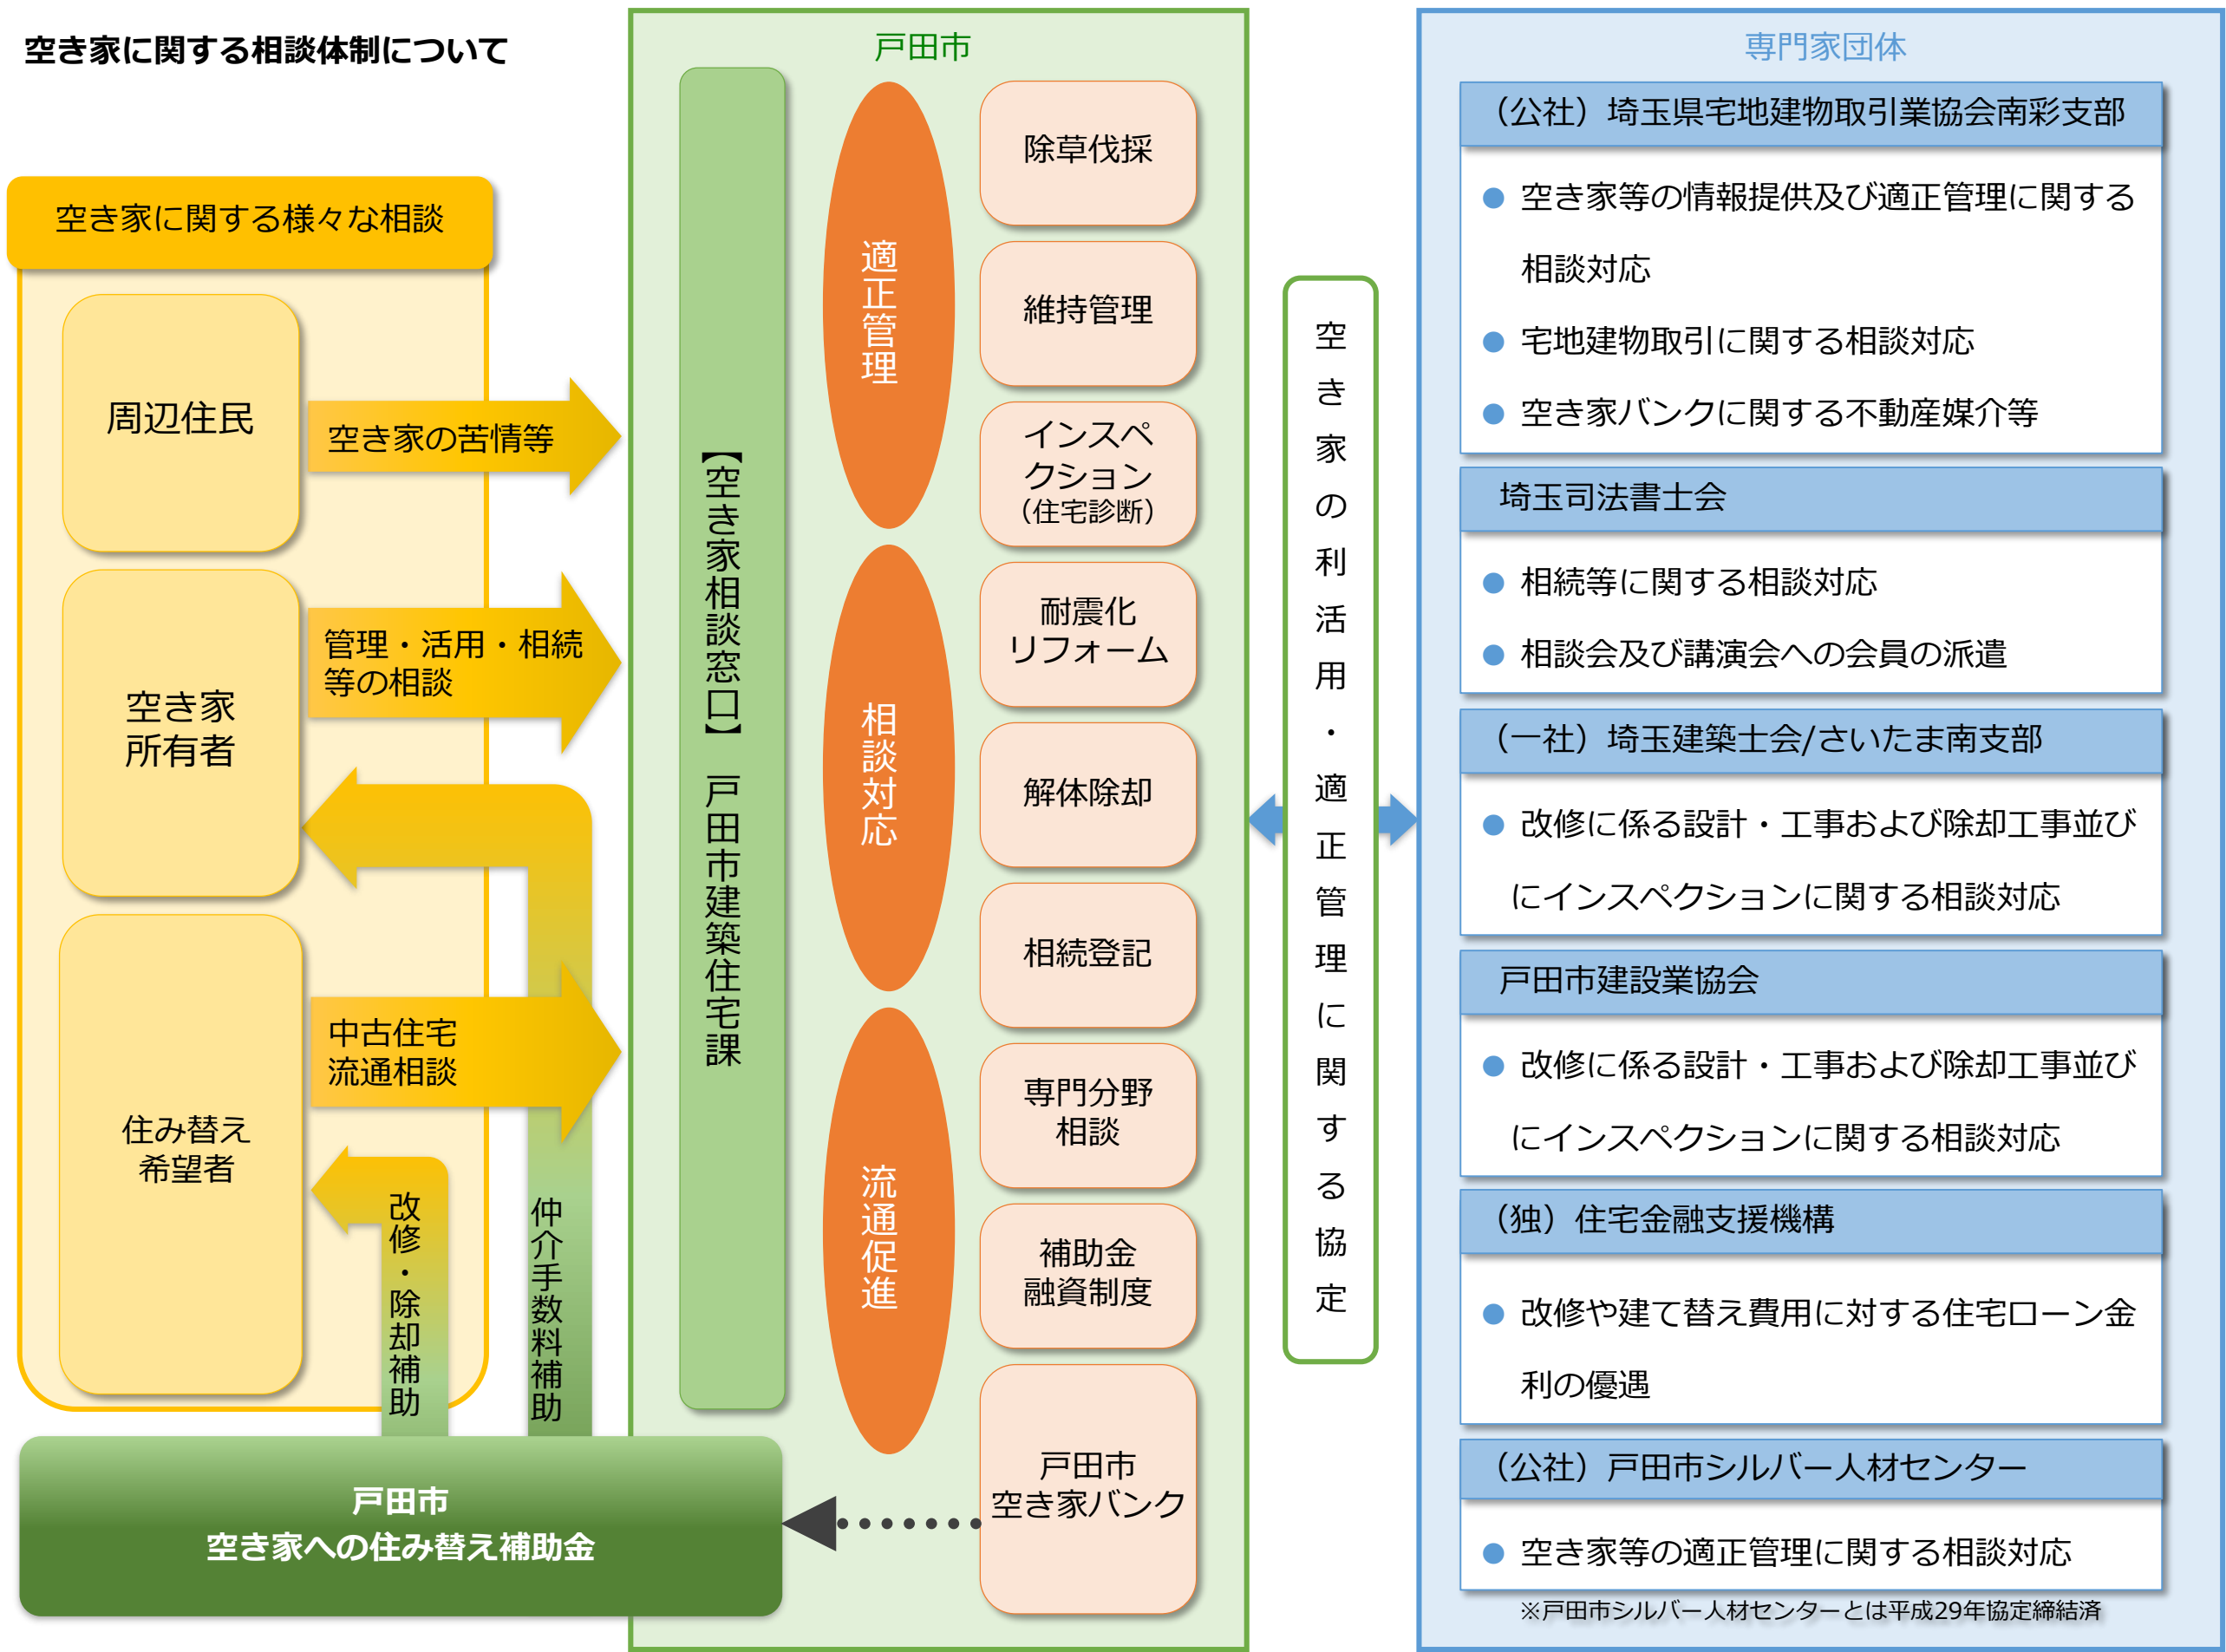 空き家に関する相談体制について
空き家に関する様々な相談
周辺住民
空き家の苦情等
空き家
所有者
管理・活用・相続
等の相談
住み替え
希望者
中古住宅
流通相談
改修・除却補助
仲介手数料補助
戸田市
空き家への住み替え補助金
戸田市
【空き家相談窓口】 戸田市建築住宅課
適正管理
相談対応
流通促進
除草伐採
維持管理
インスペ
クション
（住宅診断）
耐震化
リフォーム
解体除却
相続登記
専門分野
相談
補助金
融資制度
戸田市
空き家バンク
空き家の利活用・適正管理に関する協定
専門家団体
（公社）埼玉県宅地建物取引業協会南彩支部
● 空き家等の情報提供及び適正管理に関する
相談対応
● 宅地建物取引に関する相談対応
● 空き家バンクに関する不動産媒介等
埼玉司法書士会
● 相続等に関する相談対応
● 相談会及び講演会への会員の派遣
（一社）埼玉建築士会/さいたま南支部
● 改修に係る設計・工事および除却工事並び
にインスペクションに関する相談対応
戸田市建設業協会
● 改修に係る設計・工事および除却工事並び
にインスペクションに関する相談対応
（独）住宅金融支援機構
● 改修や建て替え費用に対する住宅ローン金
利の優遇
（公社）戸田市シルバー人材センター
● 空き家等の適正管理に関する相談対応
※戸田市シルバー人材センターとは平成29年協定締結済